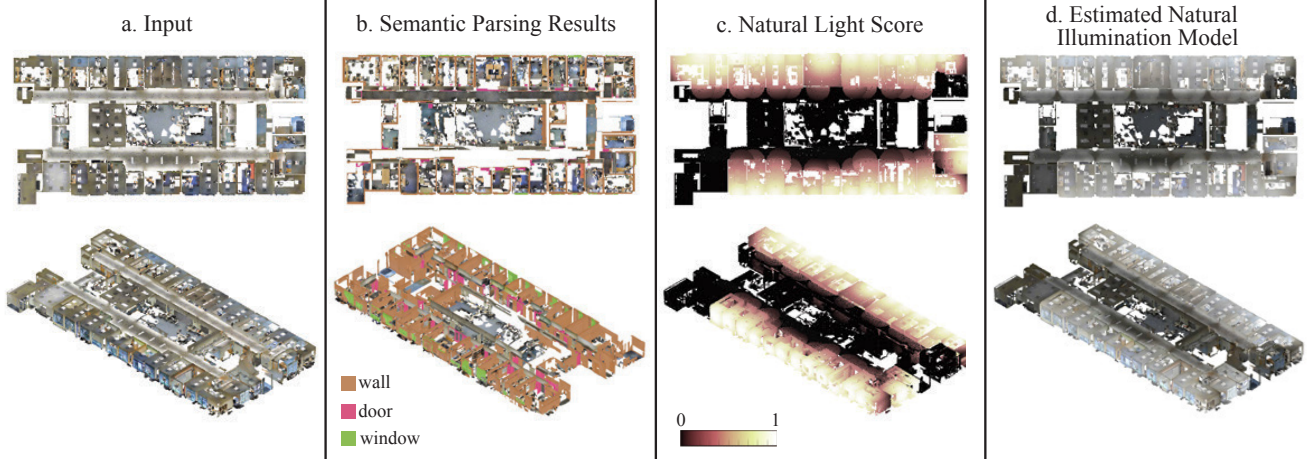 a. Input
b. Semantic Parsing Results
c. Natural Light Score
d. Estimated Natural
Illumination Model
wall
door
window
0
1